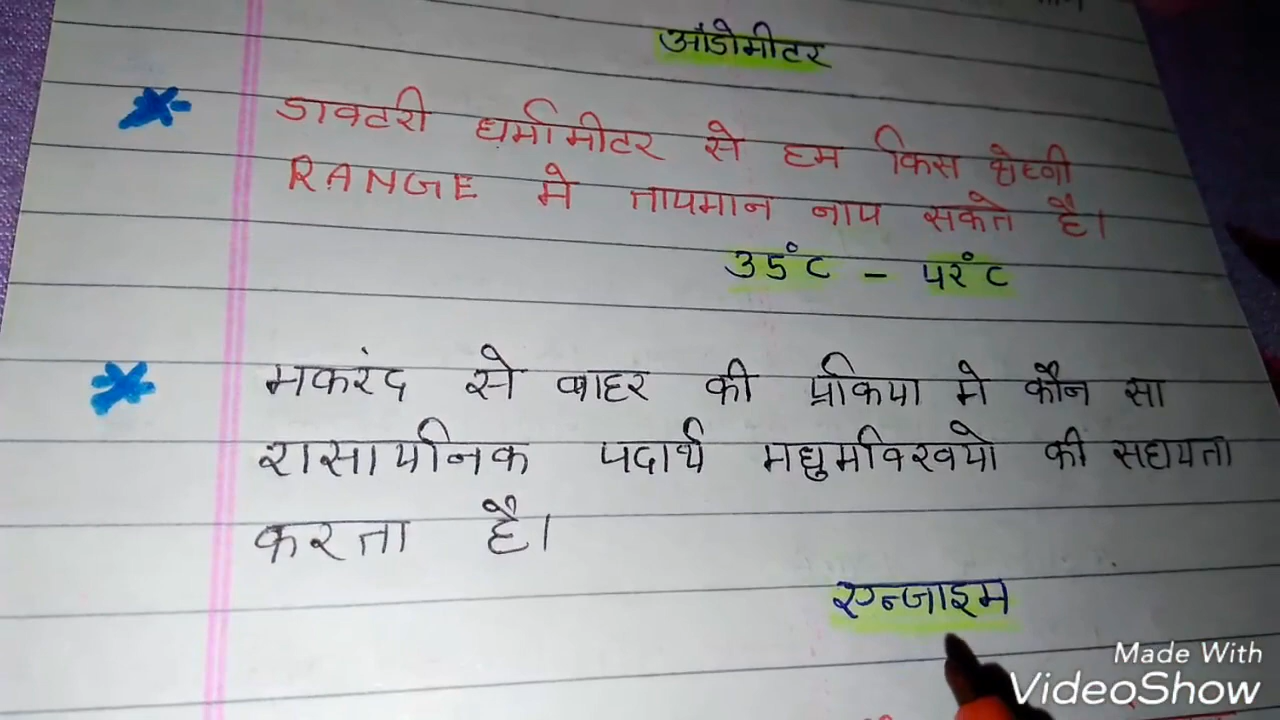 आंडोमीटर
डाक्टरी थर्मामीटर से हम किस श्रेणी
RANGE मे तापमान नाप सकते है।
35°C - 42°C
मकरंद से बाहर की प्रकिया मे कौन सा
रासायनिक पदार्थ मधुमक्खियो की सहायता
करता है।
एन्जाइम
Made With
VideoShow